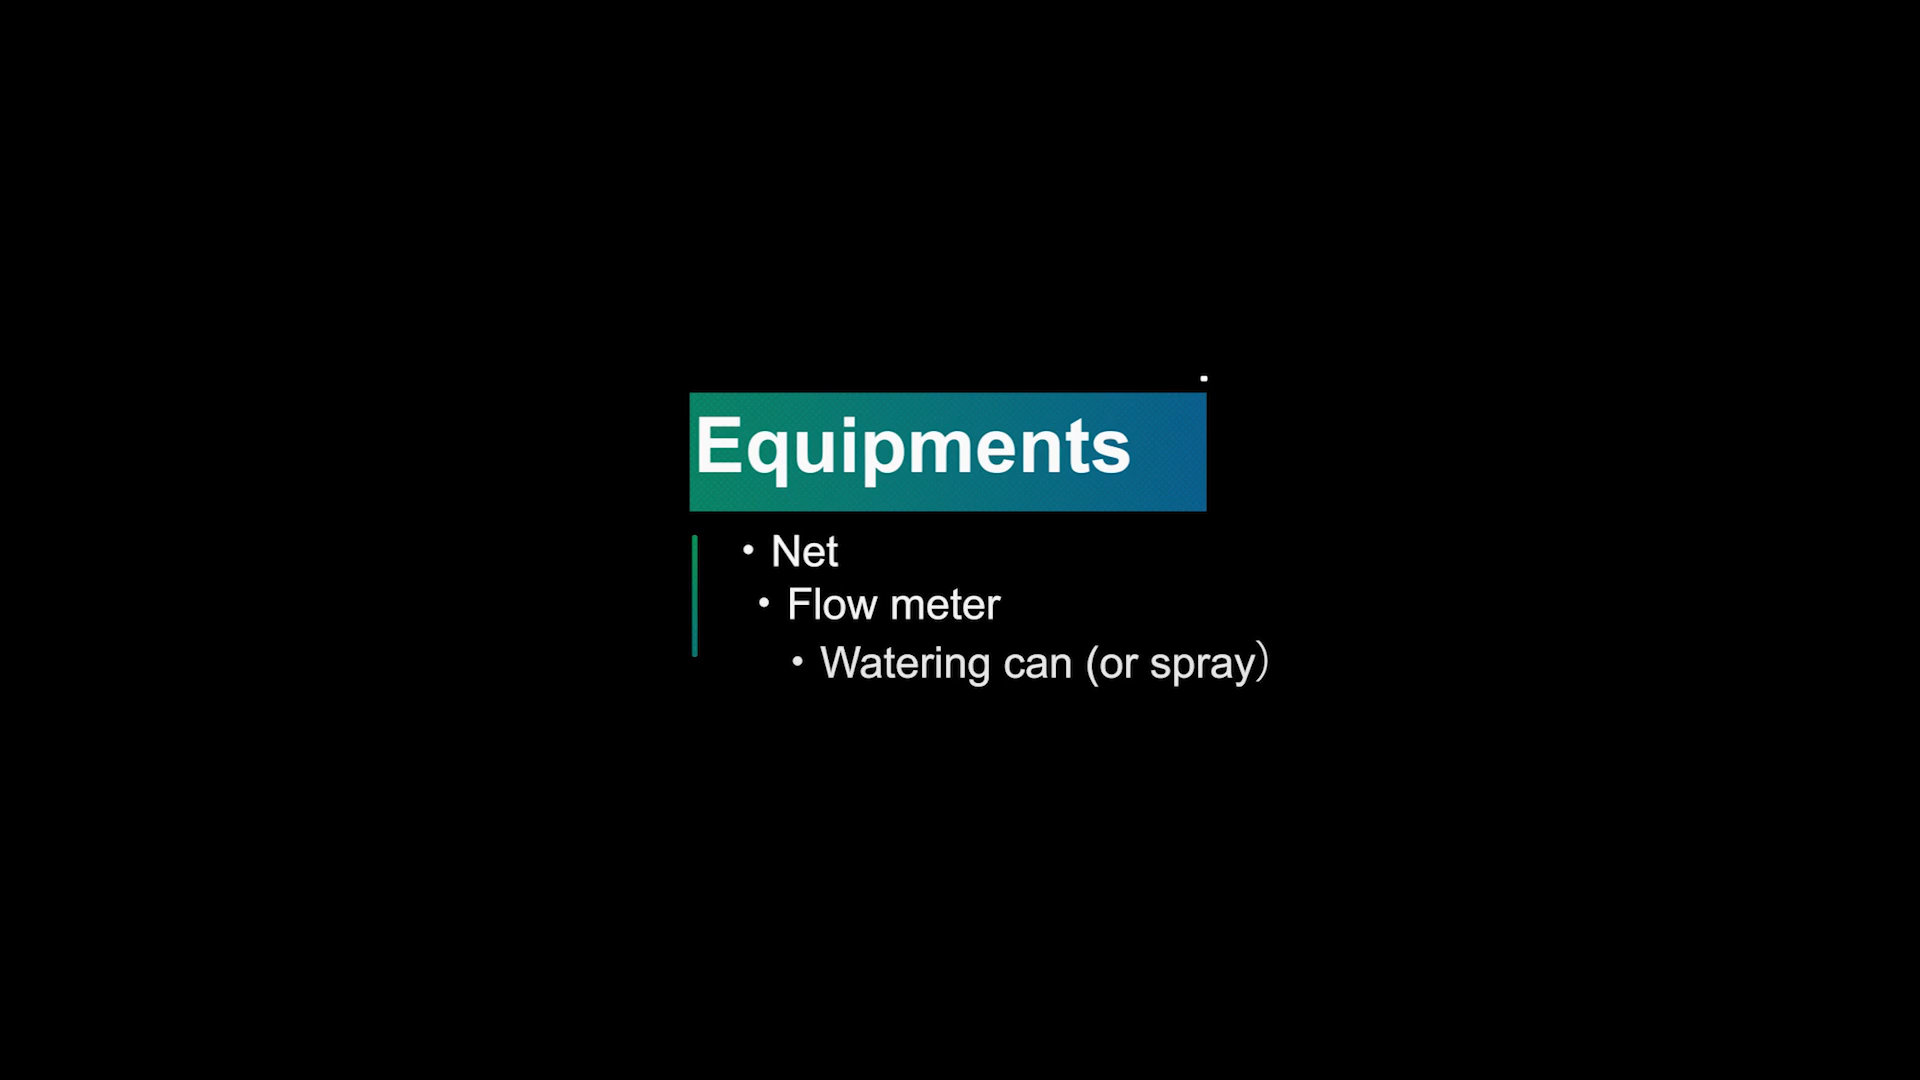 Equipments
• Net
• Flow meter
• Watering can (or spray）